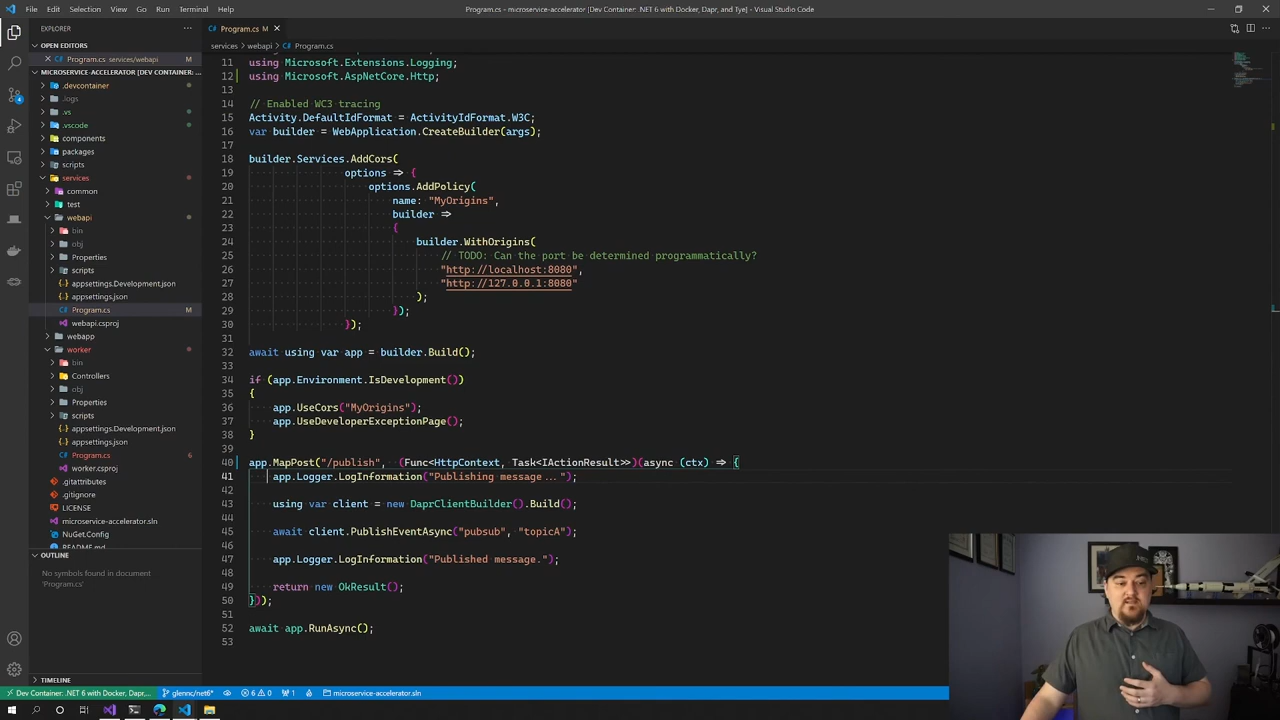 File Edit Selection View Go Run Terminal Help
Program.cs - microservice-accelerator [Dev Container: .NET 6 with Docker, Dapr, and Tye] - Visual Studio Code
EXPLORER
Program.cs M
OPEN EDITORS
services > webapi > Program.cs
Program.cs services/webapi M
MICROSERVICE-ACCELERATOR [DEV CONTAINER: ...
.devcontainer
.logs
.vs
.vscode
components
packages
scripts
services
common
test
webapi
bin
obj
Properties
scripts
appsettings.Development.json
appsettings.json
Program.cs M
webapi.csproj
webapp
worker
bin
Controllers
obj
Properties
scripts
appsettings.Development.json
appsettings.json
Program.cs 6
worker.csproj
.gitattributes
.gitignore
LICENSE
microservice-accelerator.sln
NuGet.Config
README.md
OUTLINE
No symbols found in document
'Program.cs'
TIMELINE
11 using Microsoft.Extensions.Logging;
12 using Microsoft.AspNetCore.Http;
13
14 // Enabled WC3 tracing
15 Activity.DefaultIdFormat = ActivityIdFormat.W3C;
16 var builder = WebApplication.CreateBuilder(args);
17
18 builder.Services.AddCors(
19 options => {
20 options.AddPolicy(
21 name: "MyOrigins",
22 builder =>
23 {
24 builder.WithOrigins(
25 // TODO: Can the port be determined programmatically?
26 "http://localhost:8080",
27 "http://127.0.0.1:8080"
28 );
29 });
30 });
31
32 await using var app = builder.Build();
33
34 if (app.Environment.IsDevelopment())
35 {
36 app.UseCors("MyOrigins");
37 app.UseDeveloperExceptionPage();
38 }
39
40 app.MapPost("/publish", (Func<HttpContext, Task<IActionResult>>)(async (ctx) => {
41 app.Logger.LogInformation("Publishing message...");
42
43 using var client = new DaprClientBuilder().Build();
44
45 await client.PublishEventAsync("pubsub", "topicA");
46
47 app.Logger.LogInformation("Published message.");
48
49 return new OkResult();
50 }));
51
52 await app.RunAsync();
53
Dev Container: .NET 6 with Docker, Dapr,... glennc/net6* 6 0 1 microservice-accelerator.sln